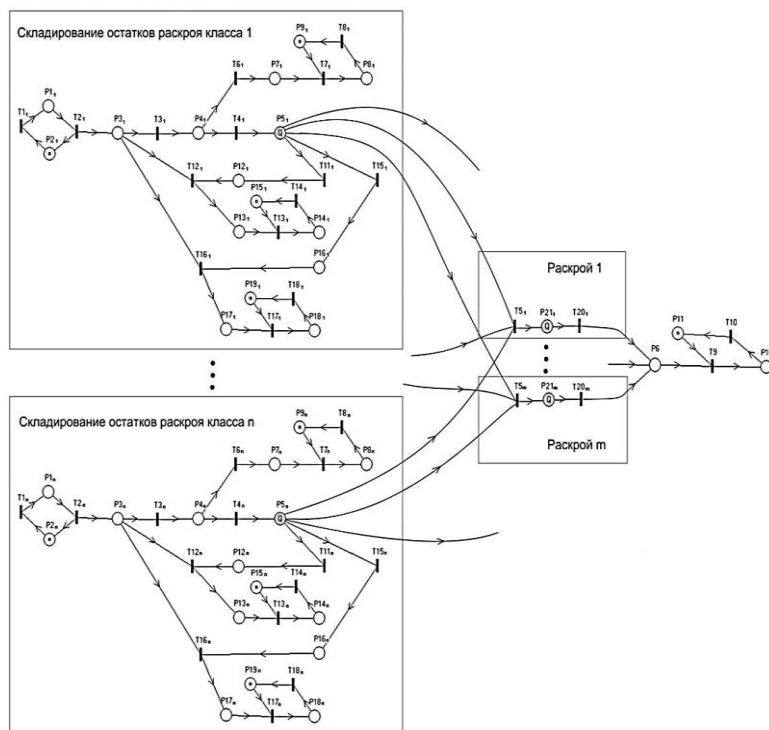 Складирование остатков раскроя класса 1
P9₁ T8₁
T6₁ P7₁ T7₁ P8₁
P1₁
T1₁ T2₁ P3₁ T3₁ P4₁ T4₁ P5₁
P2₁
T12₁ P12₁ T11₁ T15₁
P15₁ T14₁
P13₁ T13₁ P14₁
T16₁ P16₁
P19₁ T18₁
P17₁ T17₁ P18₁
Раскрой 1
T5₁ P21₁ T20₁
P11 T10
P6 T9 P10
T5m P21m T20m
Раскрой m
Складирование остатков раскроя класса n
P9n T8n
T6n P7n T7n P8n
P1n
T1n T2n P3n T3n P4n T4n P5n
P2n
T12n P12n T11n T15n
P15n T14n
P13n T13n P14n
T16n P16n
P19n T18n
P17n T17n P18n